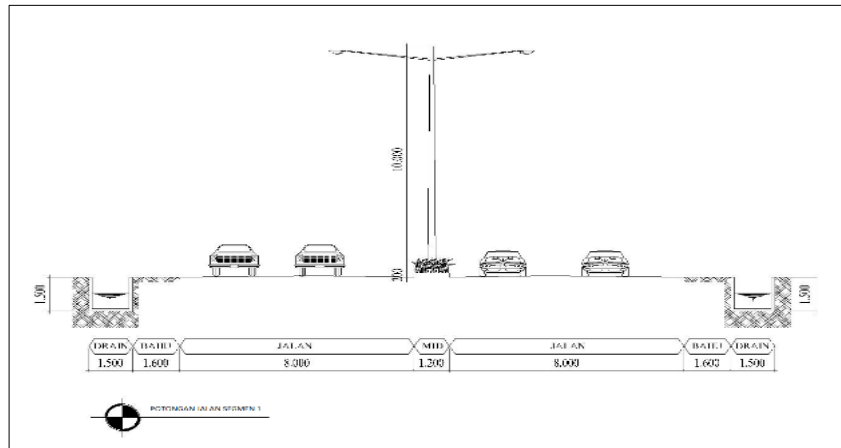 10.000
200
1.500
1.500
DRAIN BAHU JALAN MID JALAN BAHU DRAIN
1.500 1.600 8.000 1.200 8.000 1.600 1.500
POTONGAN JALAN SEGMEN 1